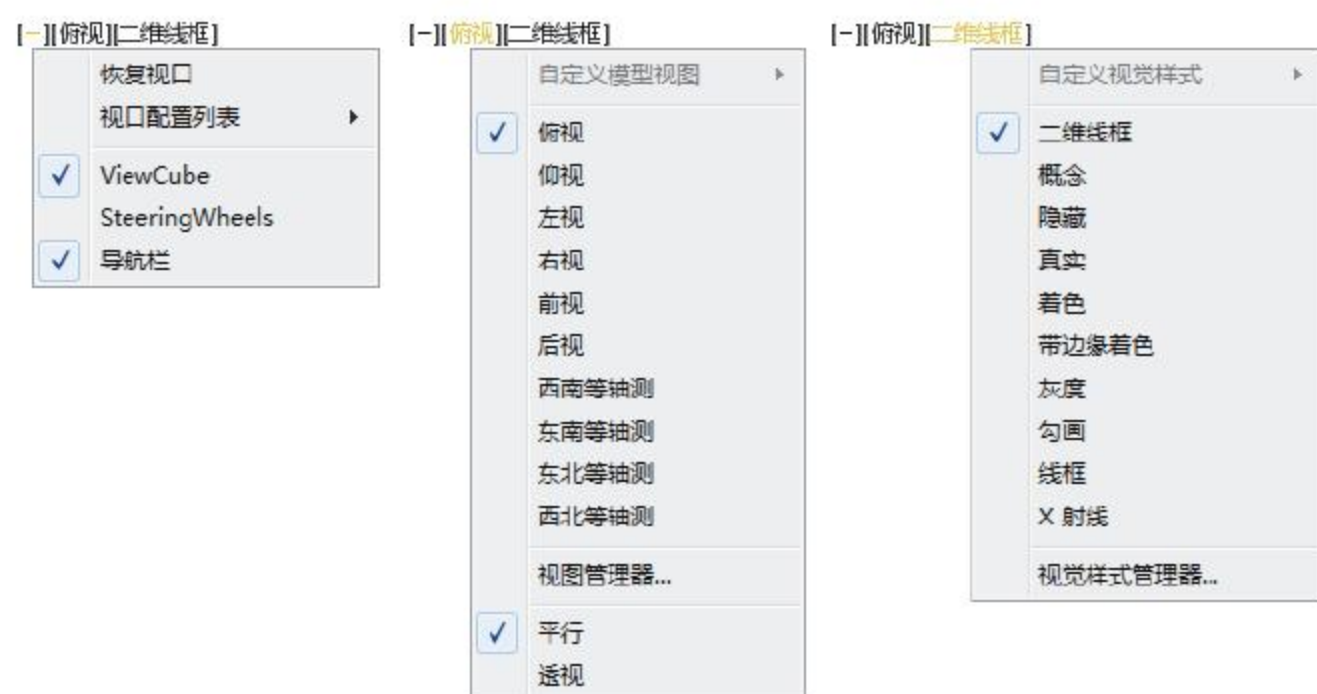 [−][俯视][二维线框]
恢复视口
视口配置列表
ViewCube
SteeringWheels
导航栏
[−][俯视][二维线框]
自定义模型视图
俯视
仰视
左视
右视
前视
后视
西南等轴测
东南等轴测
东北等轴测
西北等轴测
视图管理器...
平行
透视
[−][俯视][二维线框]
自定义视觉样式
二维线框
概念
隐藏
真实
着色
带边缘着色
灰度
勾画
线框
X 射线
视觉样式管理器...